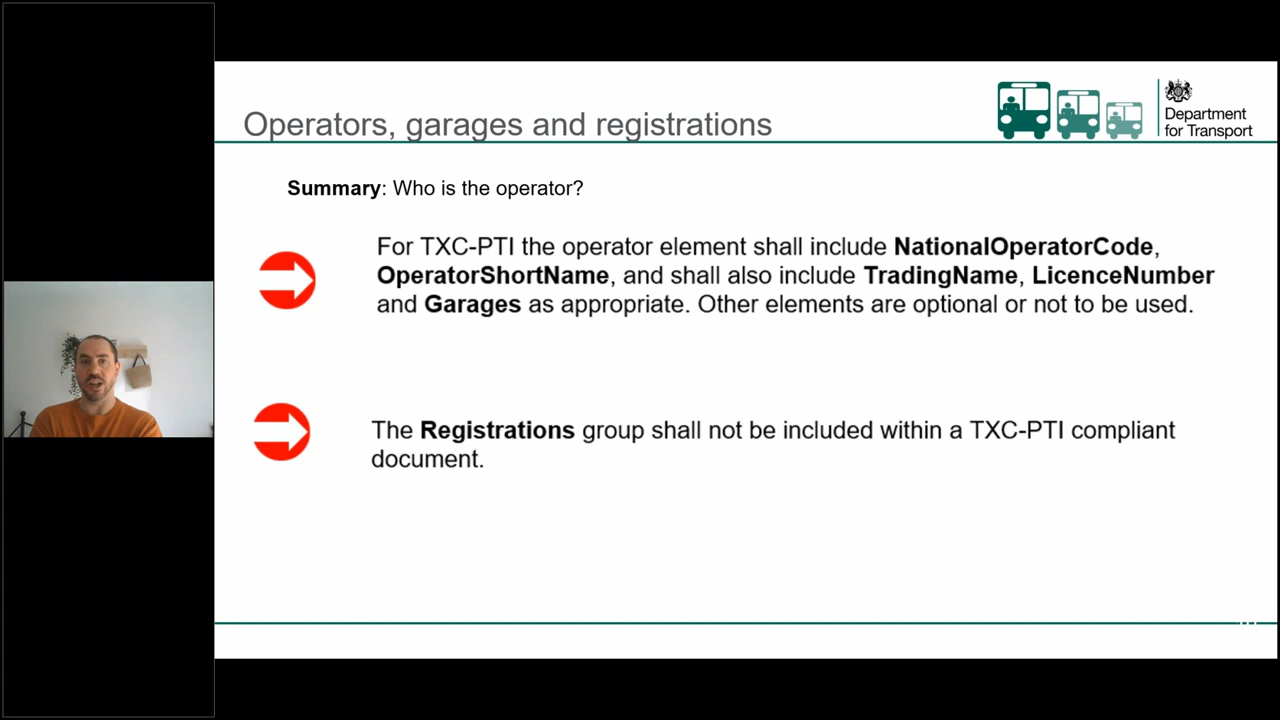 Operators, garages and registrations
Department
for Transport
Summary: Who is the operator?
For TXC-PTI the operator element shall include NationalOperatorCode,
OperatorShortName, and shall also include TradingName, LicenceNumber
and Garages as appropriate. Other elements are optional or not to be used.
The Registrations group shall not be included within a TXC-PTI compliant
document.